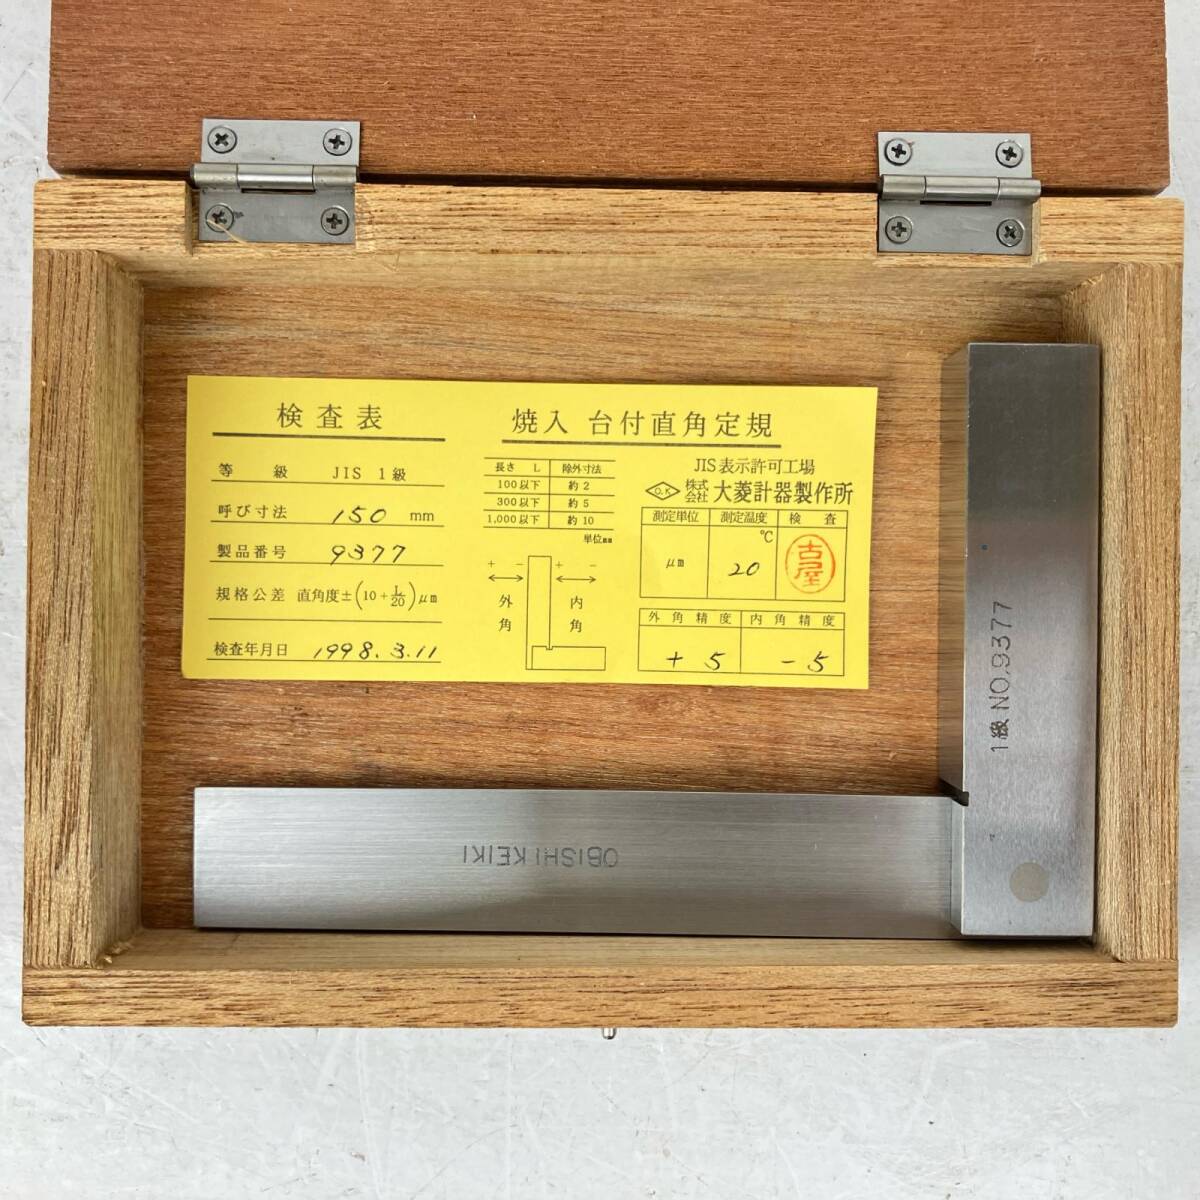 検査表
等級 JIS 1級
呼び寸法 150 mm
製品番号 9377
規格公差 直角度±(10+L/20)μm
検査年月日 1998.3.11
焼入 台付直角定規
長さ L 除外寸法
100以下 約2
300以下 約5
1,000以下 約10
単位mm
+ - + -
外角 内角
JIS表示許可工場
O.K 株式会社 大菱計器製作所
測定単位 測定温度 検査
μm 20 ℃ 古屋
外角精度 内角精度
+5 -5
1級 NO.9377
OBISHI KEIKI